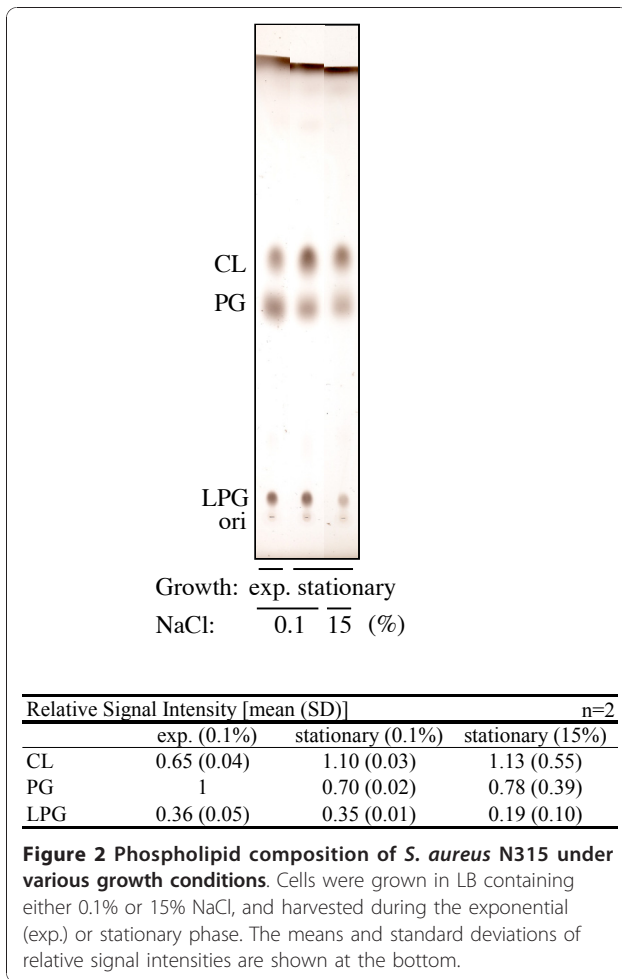 CL
PG
LPG
ori
Growth: exp. stationary
NaCl: 0.1 15 (%)
Relative Signal Intensity [mean (SD)] n=2
exp. (0.1%) stationary (0.1%) stationary (15%)
CL 0.65 (0.04) 1.10 (0.03) 1.13 (0.55)
PG 1 0.70 (0.02) 0.78 (0.39)
LPG 0.36 (0.05) 0.35 (0.01) 0.19 (0.10)
Figure 2 Phospholipid composition of S. aureus N315 under
various growth conditions. Cells were grown in LB containing
either 0.1% or 15% NaCl, and harvested during the exponential
(exp.) or stationary phase. The means and standard deviations of
relative signal intensities are shown at the bottom.